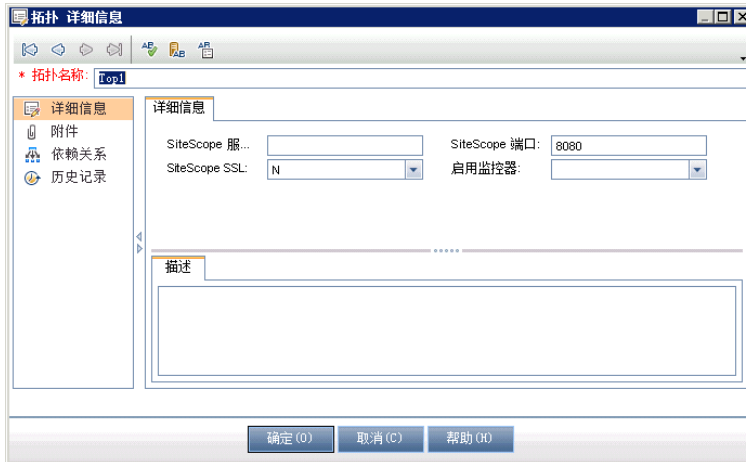 拓扑 详细信息
* 拓扑名称: Top1
详细信息
附件
依赖关系
历史记录
详细信息
SiteScope 服... SiteScope 端口: 8080
SiteScope SSL: N 启用监控器:
描述
确定(O) 取消(C) 帮助(H)